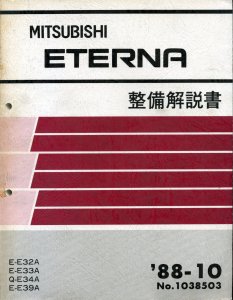 MITSUBISHI
ETERNA
整備解説書
E-E32A
E-E33A
Q-E34A
E-E39A
'88-10
No.1038503